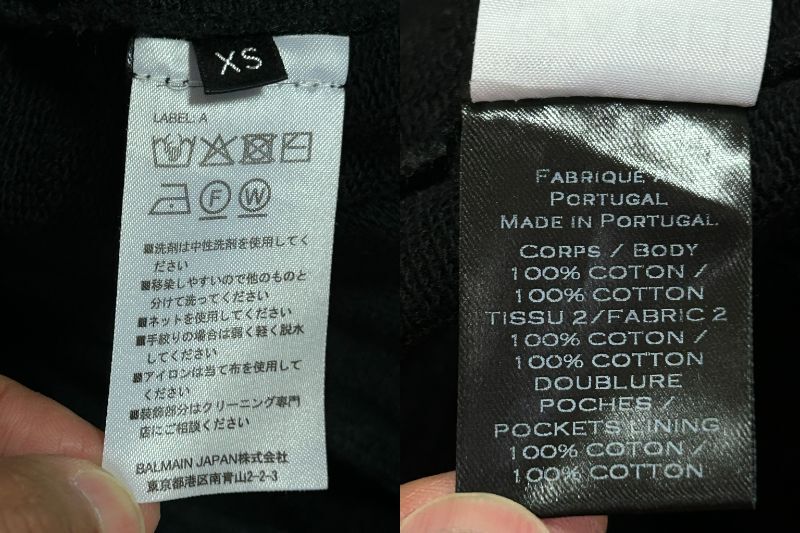 XS
LABEL: A
F
W
■洗剤は中性洗剤を使用してく
ださい
■移染しやすいので他のものと
分けて洗ってください
■ネットを使用してください
■手絞りの場合は弱く軽く脱水
してください
■アイロンは当て布を使用して
ください
■装飾部分はクリーニング専門
店にご相談ください
BALMAIN JAPAN株式会社
東京都港区南青山2-2-3
FABRIQUÉ
PORTUGAL
MADE IN PORTUGAL
CORPS / BODY
100% COTON /
100% COTTON
TISSU 2/FABRIC 2
100% COTON /
100% COTTON
DOUBLURE
POCHES /
POCKETS LINING
100% COTON /
100% COTTON